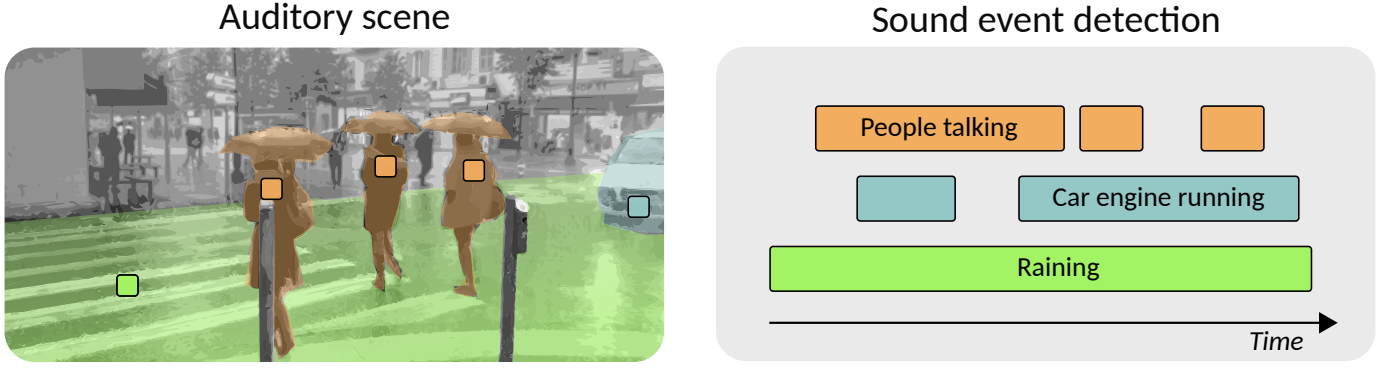 Auditory scene
Sound event detection
People talking
Car engine running
Raining
Time